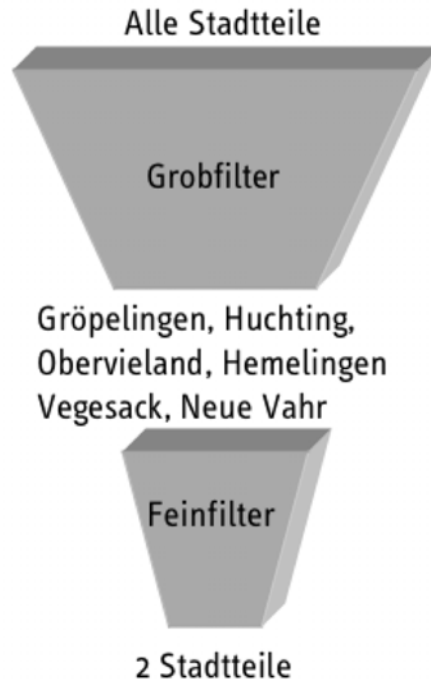 Alle Stadtteile
Grobfilter
Gröpelingen, Huchting,
Obervieland, Hemelingen
Vegesack, Neue Vahr
Feinfilter
2 Stadtteile